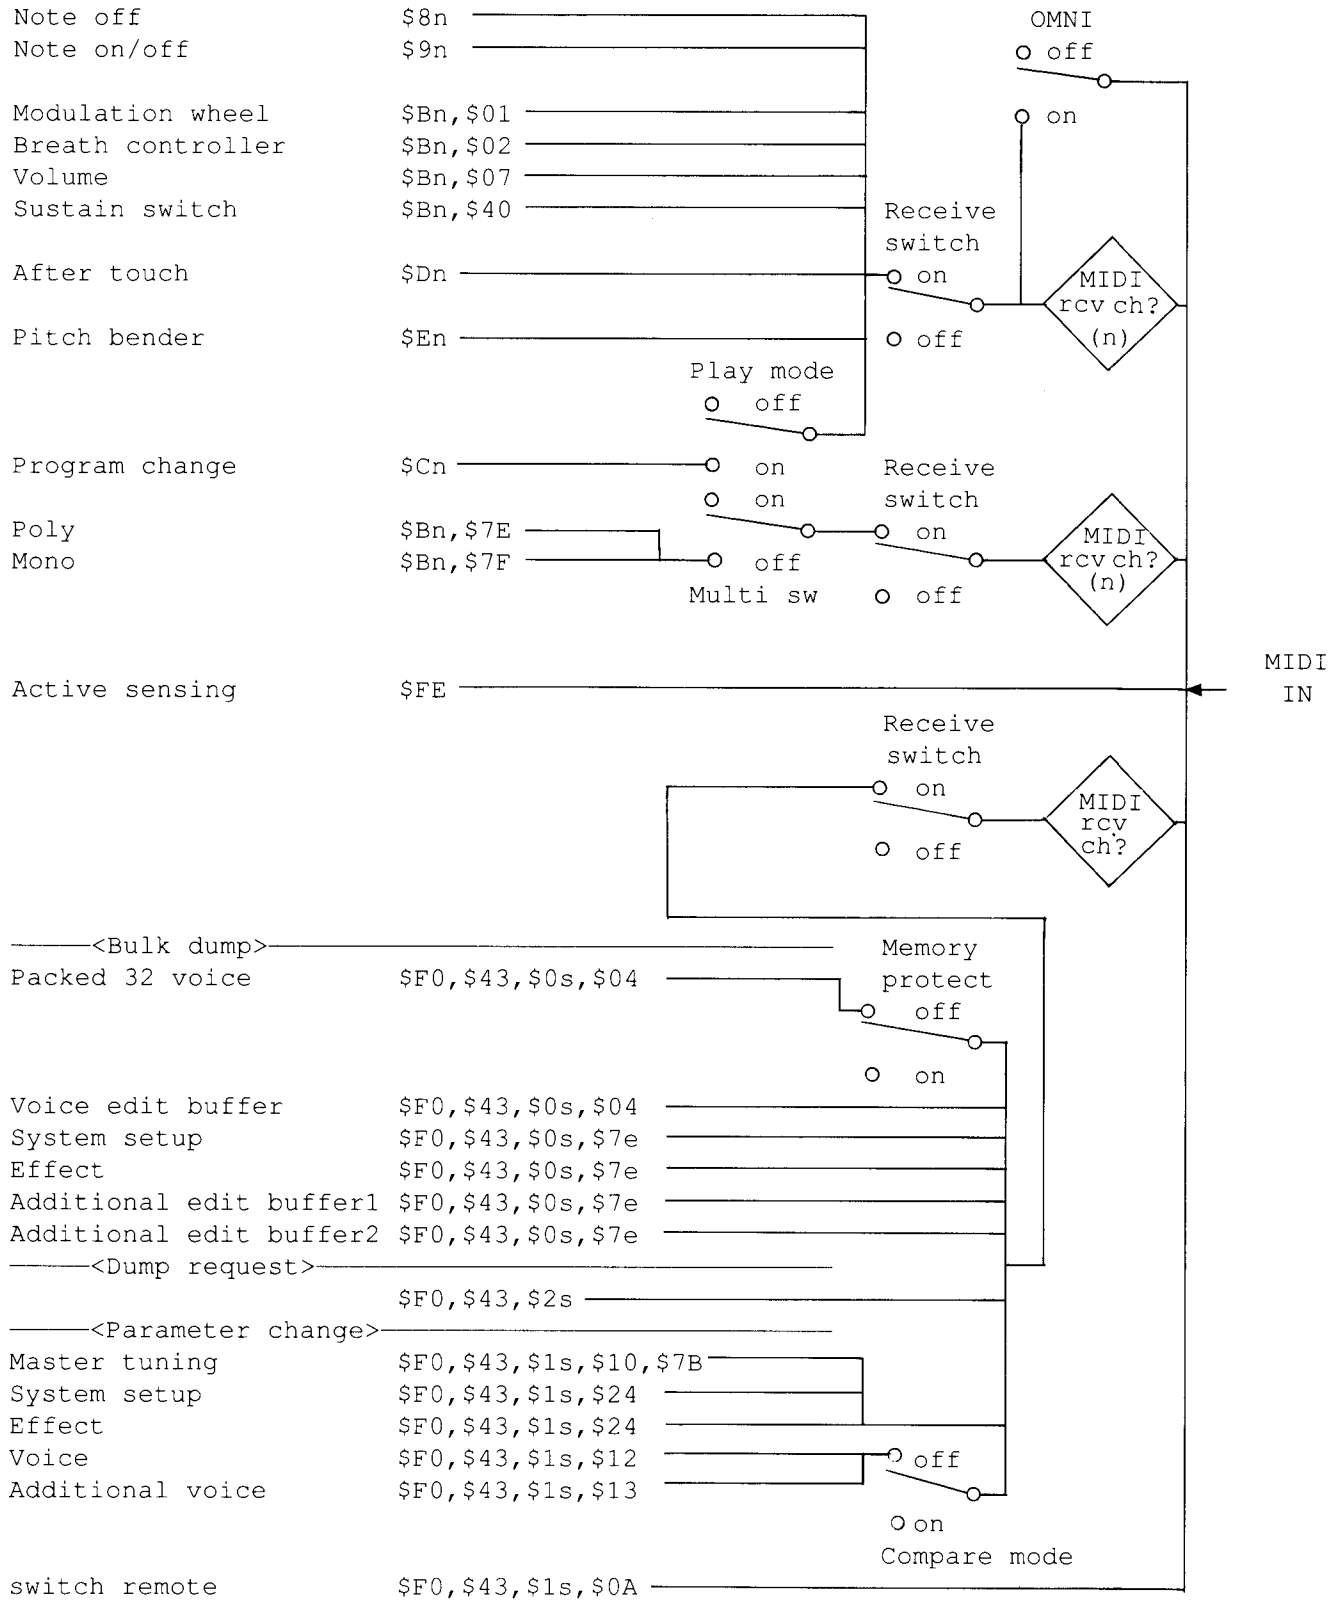 Note off $8n OMNI
Note on/off $9n off
Modulation wheel $Bn,$01 on
Breath controller $Bn,$02
Volume $Bn,$07
Sustain switch $Bn,$40 Receive
switch
After touch $Dn on MIDI
rcv ch?
Pitch bender $En off (n)
Play mode
off
Program change $Cn on Receive
on switch
Poly $Bn,$7E on MIDI
Mono $Bn,$7F off rcv ch?
(n)
Multi sw off
MIDI
Active sensing $FE IN
Receive
switch
on MIDI
rcv
off ch?
<Bulk dump> Memory
Packed 32 voice $F0,$43,$0s,$04 protect
off
on
Voice edit buffer $F0,$43,$0s,$04
System setup $F0,$43,$0s,$7e
Effect $F0,$43,$0s,$7e
Additional edit buffer1 $F0,$43,$0s,$7e
Additional edit buffer2 $F0,$43,$0s,$7e
<Dump request>
$F0,$43,$2s
<Parameter change>
Master tuning $F0,$43,$1s,$10,$7B
System setup $F0,$43,$1s,$24
Effect $F0,$43,$1s,$24
Voice $F0,$43,$1s,$12 off
Additional voice $F0,$43,$1s,$13
on
Compare mode
switch remote $F0,$43,$1s,$0A